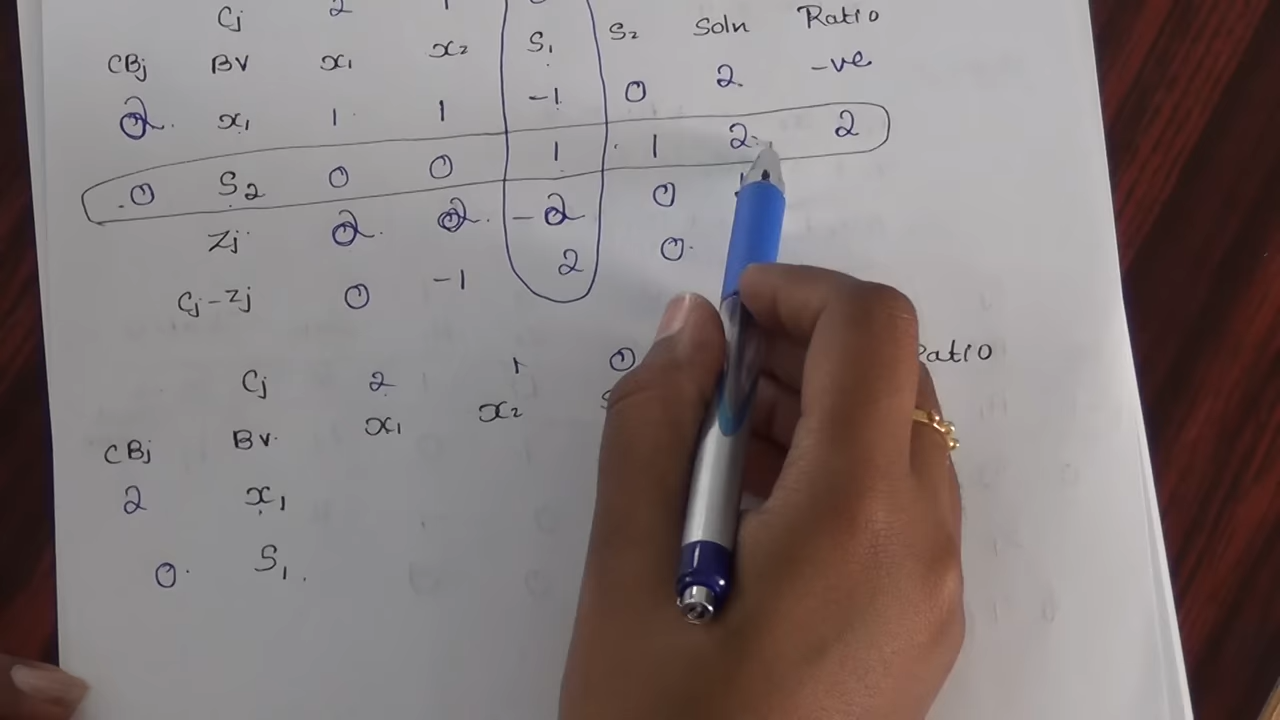 Cj 2
CBj BV x1 x2 S1 S2 Soln Ratio
2. x1 1 1 -1 0 2 -ve
0 S2 0 0 1 1 2 2
Zj 2 2 -2 0
Cj-Zj 0 -1 2 0
Cj 2 1 0
CBj BV x1 x2 Ratio
2 x1
0 S1